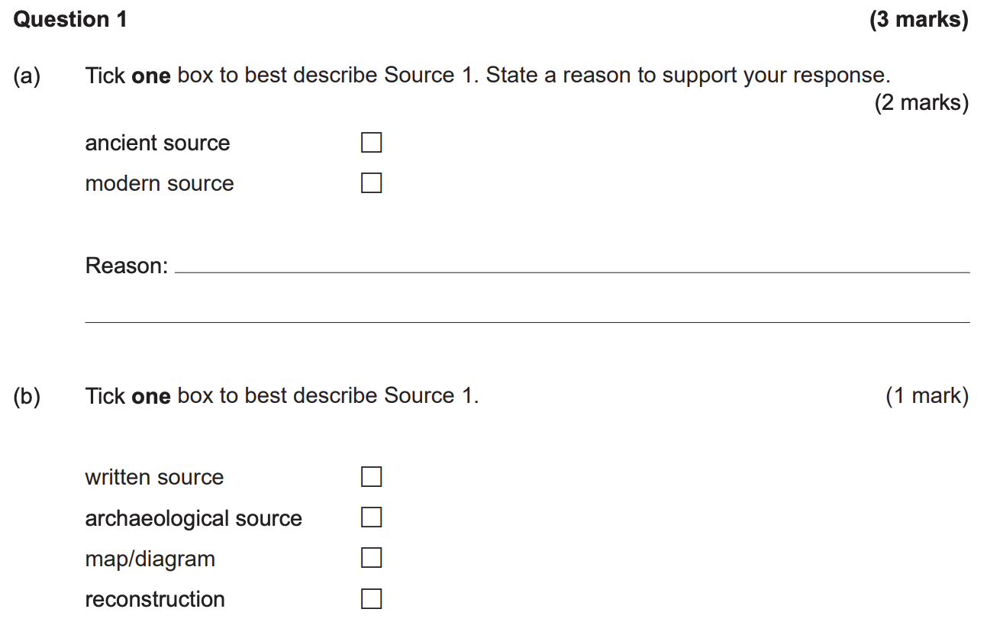 Question 1 (3 marks)
(a) Tick one box to best describe Source 1. State a reason to support your response.
(2 marks)
ancient source
modern source
Reason:
(b) Tick one box to best describe Source 1. (1 mark)
written source
archaeological source
map/diagram
reconstruction